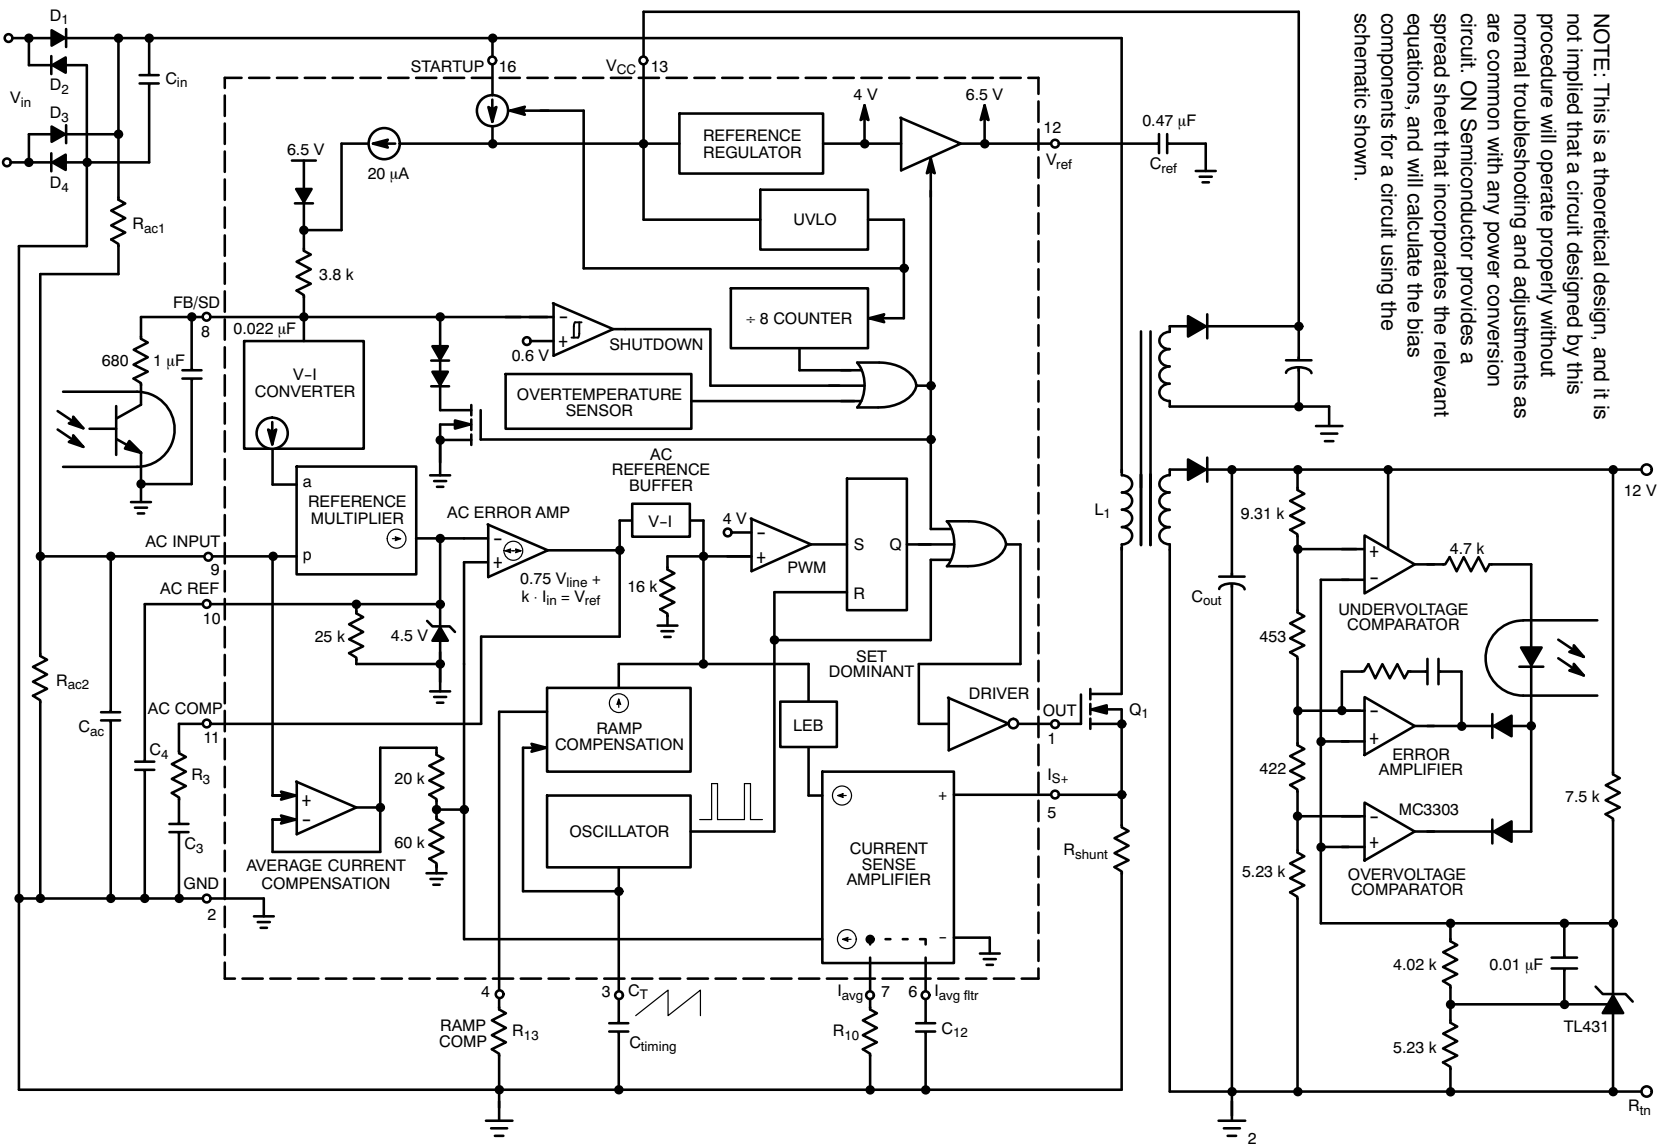 NOTE: This is a theoretical design, and it is
not implied that a circuit designed by this
procedure will operate properly without
normal troubleshooting and adjustments as
are common with any power conversion
circuit. ON Semiconductor provides a
spread sheet that incorporates the relevant
equations, and will calculate the bias
components for a circuit using the
schematic shown.
D1
D2
Vin
D3
D4
Cin
Rac1
STARTUP
16
VCC
13
6.5 V
20 μA
3.8 k
REFERENCE
REGULATOR
4 V
6.5 V
12
Vref
0.47 μF
Cref
UVLO
÷ 8 COUNTER
FB/SD
8
0.022 μF
680
1 μF
V–I
CONVERTER
0.6 V
–
+
SHUTDOWN
OVERTEMPERATURE
SENSOR
a
REFERENCE
MULTIPLIER
p
AC INPUT
9
AC REF
10
25 k
4.5 V
AC ERROR AMP
–
+
0.75 Vline +
k · Iin = Vref
AC
REFERENCE
BUFFER
V–I
16 k
4 V
–
+
PWM
S
Q
R
SET
DOMINANT
DRIVER
OUT
1
Q1
L1
Rac2
Cac
C4
AC COMP
11
R3
C3
GND
2
+
–
AVERAGE CURRENT
COMPENSATION
20 k
60 k
RAMP
COMPENSATION
OSCILLATOR
LEB
+
CURRENT
SENSE
AMPLIFIER
–
IS+
5
Rshunt
4
RAMP
COMP
R13
3
CT
Ctiming
Iavg
7
R10
6
Iavg fltr
C12
12 V
Cout
9.31 k
453
422
5.23 k
+
–
4.7 k
UNDERVOLTAGE
COMPARATOR
–
+
ERROR
AMPLIFIER
–
+
MC3303
OVERVOLTAGE
COMPARATOR
7.5 k
4.02 k
0.01 μF
5.23 k
TL431
Rtn
2